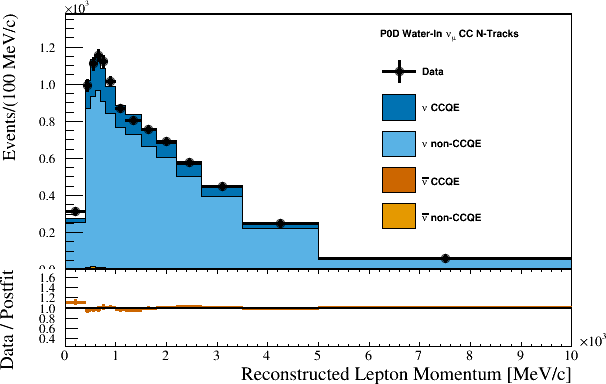 ×10³
P0D Water-In νμ CC N-Tracks
Data
ν CCQE
ν non-CCQE
ν̅ CCQE
ν̅ non-CCQE
Events/(100 MeV/c)
1.2
1.0
0.8
0.6
0.4
0.2
0.0
Data / Postfit
1.6
1.4
1.2
1.0
0.8
0.6
0.4
0 1 2 3 4 5 6 7 8 9 10
×10³
Reconstructed Lepton Momentum [MeV/c]